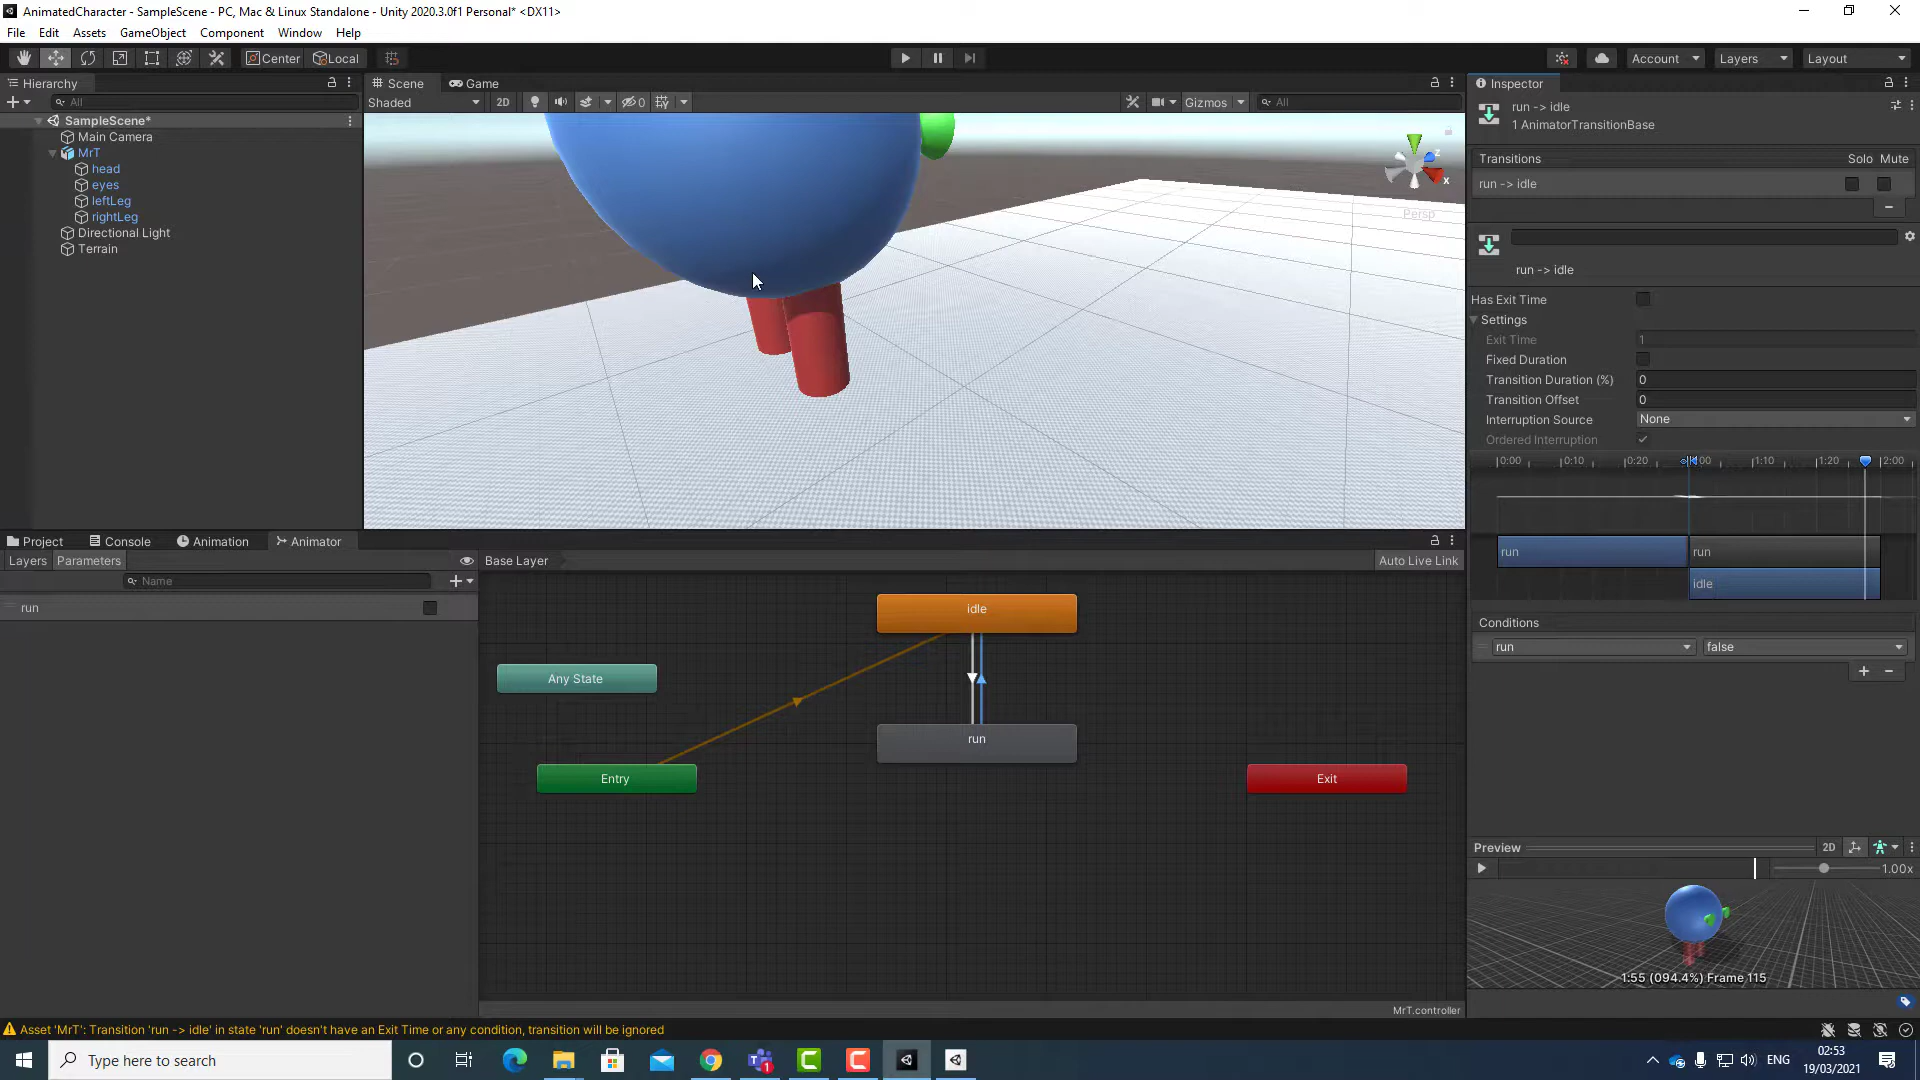 AnimatedCharacter - SampleScene - PC, Mac & Linux Standalone - Unity 2020.3.0f1 Personal* <DX11>
File Edit Assets GameObject Component Window Help
Center Local Account Layers Layout
Hierarchy
All
SampleScene*
Main Camera
MrT
head
eyes
leftLeg
rightLeg
Directional Light
Terrain
Scene Game
Shaded 2D 0 Gizmos All
z
x
Persp
Inspector
run -> idle
1 AnimatorTransitionBase
Transitions Solo Mute
run -> idle
run -> idle
Has Exit Time
Settings
Exit Time 1
Fixed Duration
Transition Duration (%) 0
Transition Offset 0
Interruption Source None
Ordered Interruption
0:00 0:10 0:20 :00 1:10 1:20 2:00
run run
idle
Conditions
run false
Project Console Animation Animator
Layers Parameters Base Layer Auto Live Link
Name
run
idle
Any State
run
Entry
Exit
MrT.controller
Preview 2D
1.00x
1:55 (094.4%) Frame 115
Asset 'MrT': Transition 'run -> idle' in state 'run' doesn't have an Exit Time or any condition, transition will be ignored
Type here to search
1
ENG
02:53
19/03/2021